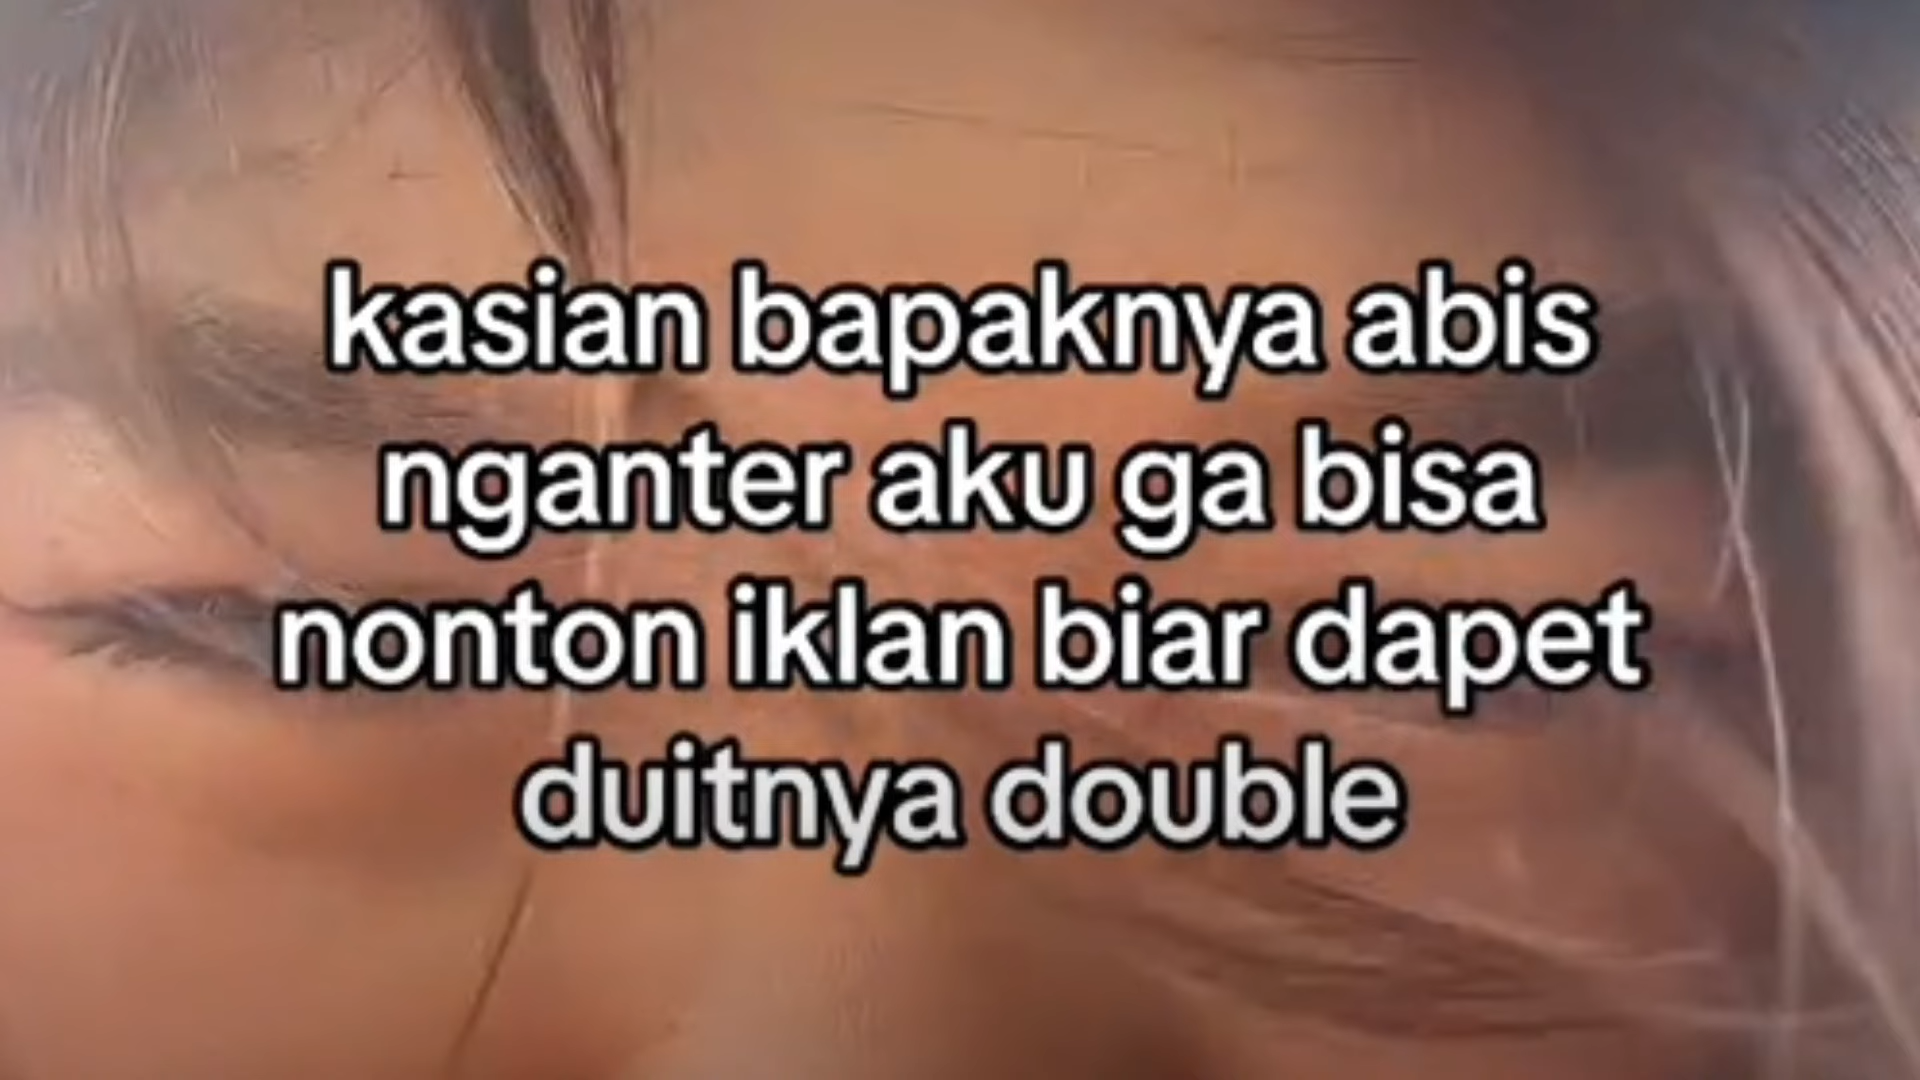 kasian bapaknya abis
nganter aku ga bisa
nonton iklan biar dapet
duitnya double